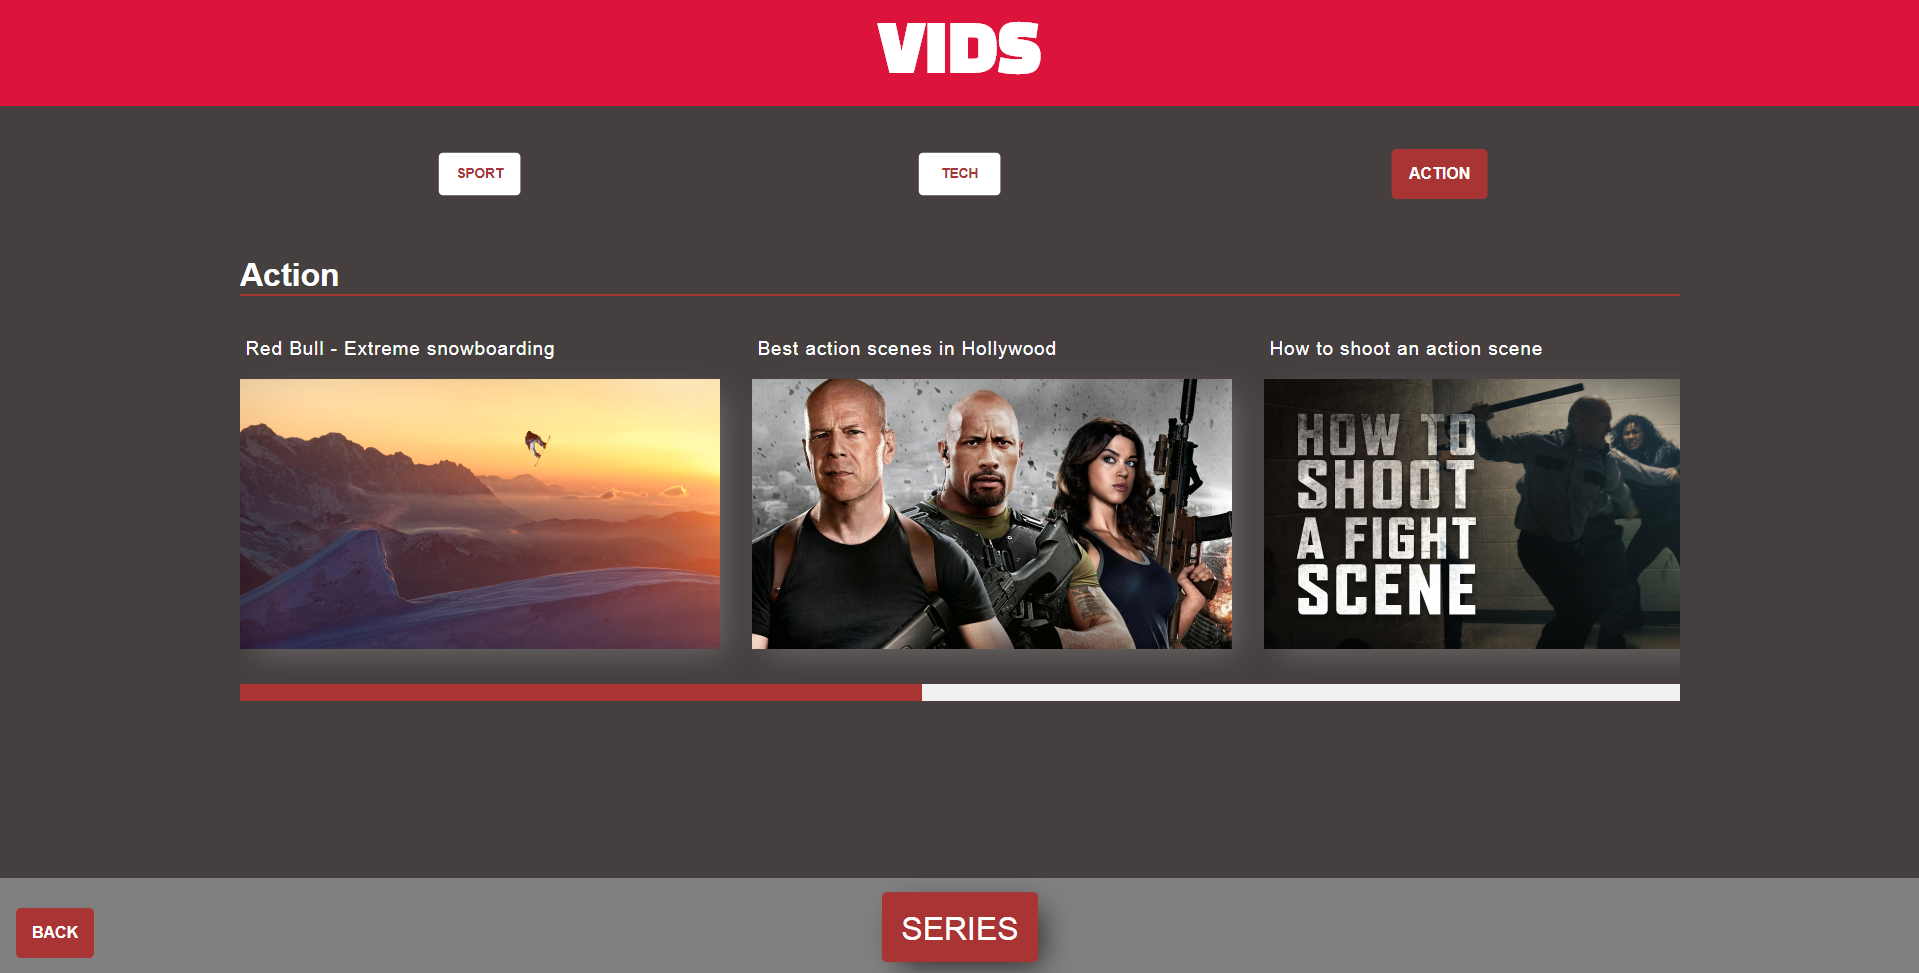 VIDS
SPORT
TECH
ACTION
Action
Red Bull - Extreme snowboarding
Best action scenes in Hollywood
How to shoot an action scene
HOW TO
SHOOT
A FIGHT
SCENE
BACK
SERIES